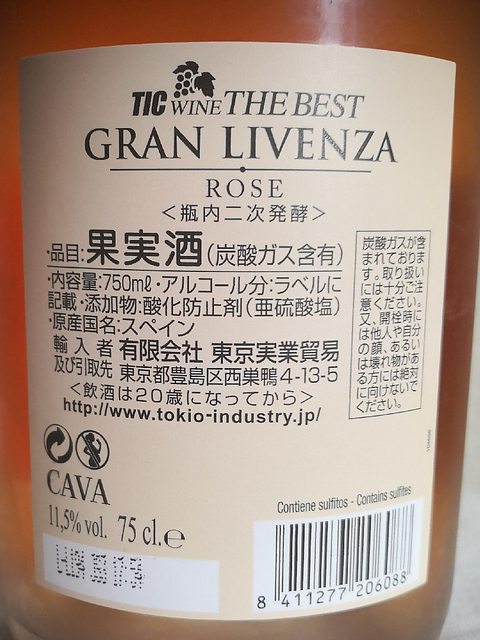 TIC WINE THE BEST
GRAN LIVENZA
ROSE
＜瓶内二次発酵＞
・品目:果実酒(炭酸ガス含有)
・内容量:750mℓ・アルコール分:ラベルに
記載・添加物:酸化防止剤(亜硫酸塩)
・原産国名:スペイン
輸入者 有限会社 東京実業貿易
及び引取先 東京都豊島区西巣鴨4-13-5
＜飲酒は20歳になってから＞
http://www.tokio-industry.jp/
炭酸ガスが含
まれておりま
す。取り扱い
には十分ご注
意ください。
又、開栓時に
は他人や自分
の顔、あるい
は壊れ物があ
る方には絶対
に向けないで
ください。
CAVA
11,5% vol. 75 cl.e
Contiene sulfitos - Contains sulfites
8 411277 206088